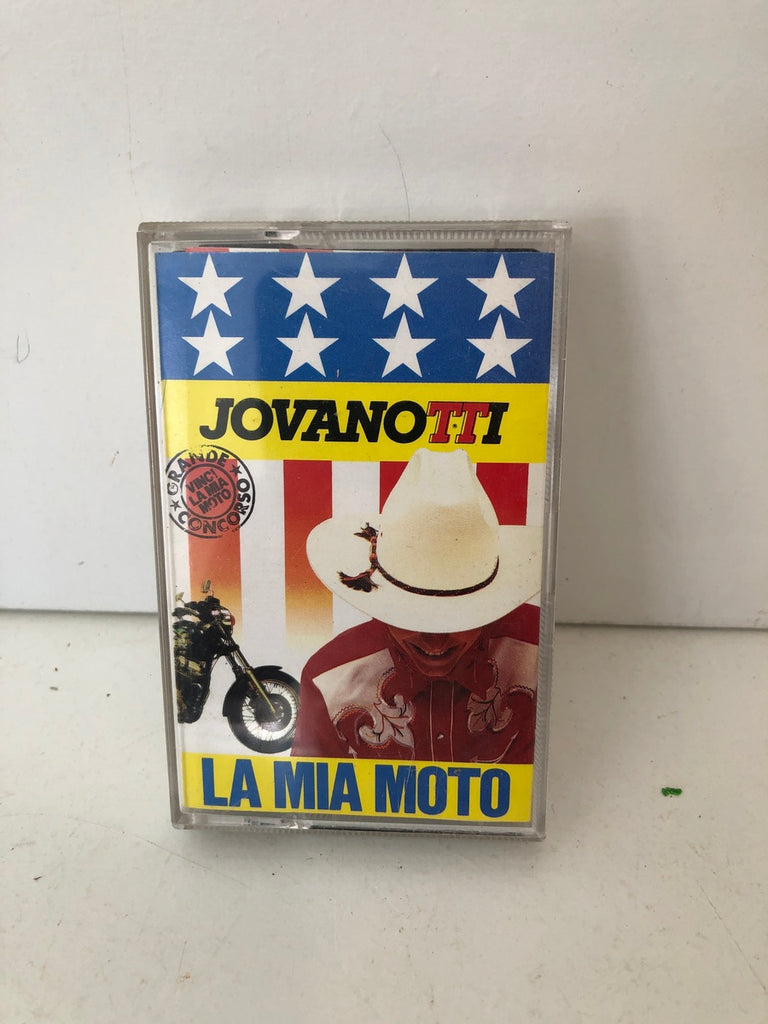 JOVANOTTI
GRANDE
VINCI
LA MIA
MOTO
CONCORSO
LA MIA MOTO